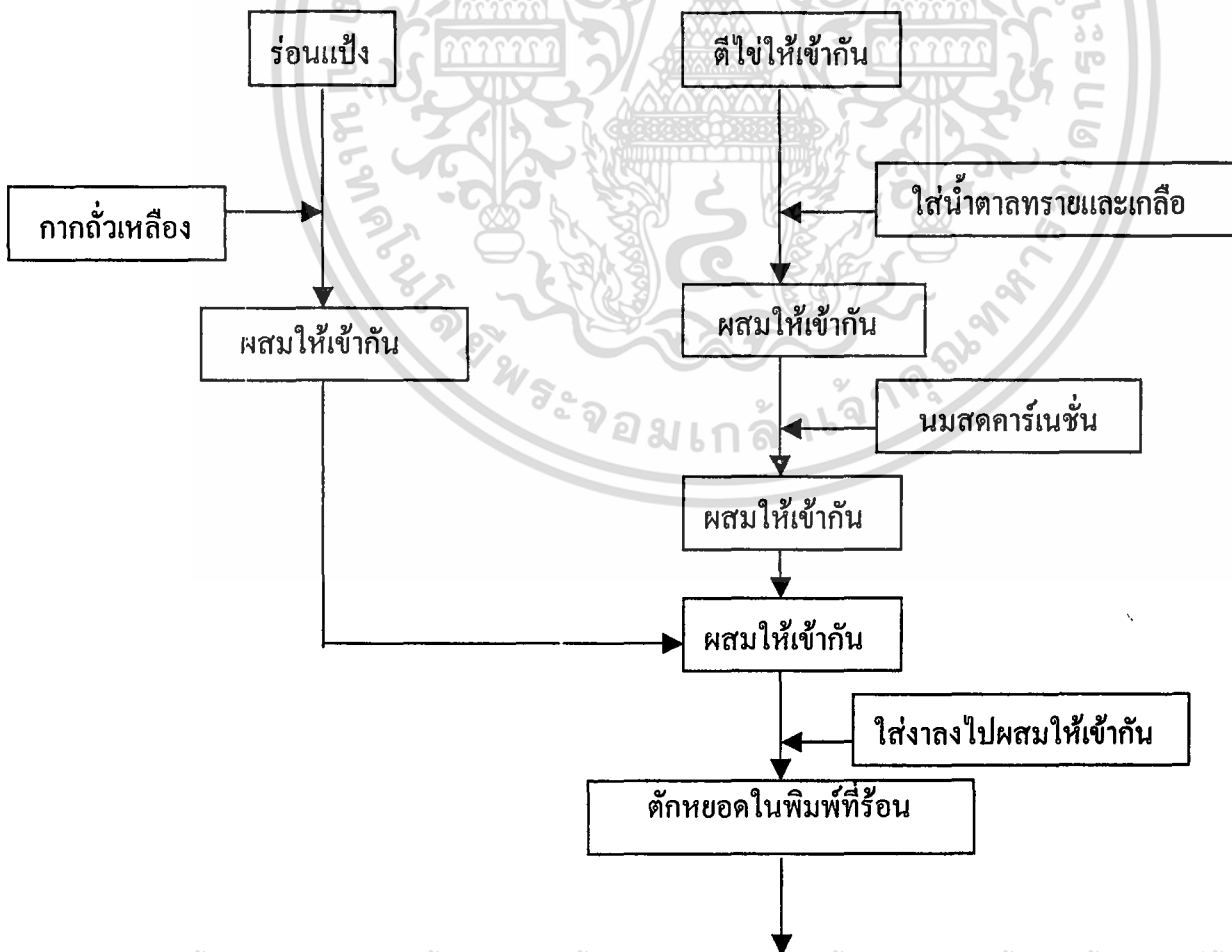 ร่อนแป้ง
ตีไข่ให้เข้ากัน
กากถั่วเหลือง
ใส่น้ำตาลทรายและเกลือ
ผสมให้เข้ากัน
ผสมให้เข้ากัน
นมสดคาร์เนชั่น
ผสมให้เข้ากัน
ผสมให้เข้ากัน
ใส่งาลงไปผสมให้เข้ากัน
ตักหยอดในพิมพ์ที่ร้อน